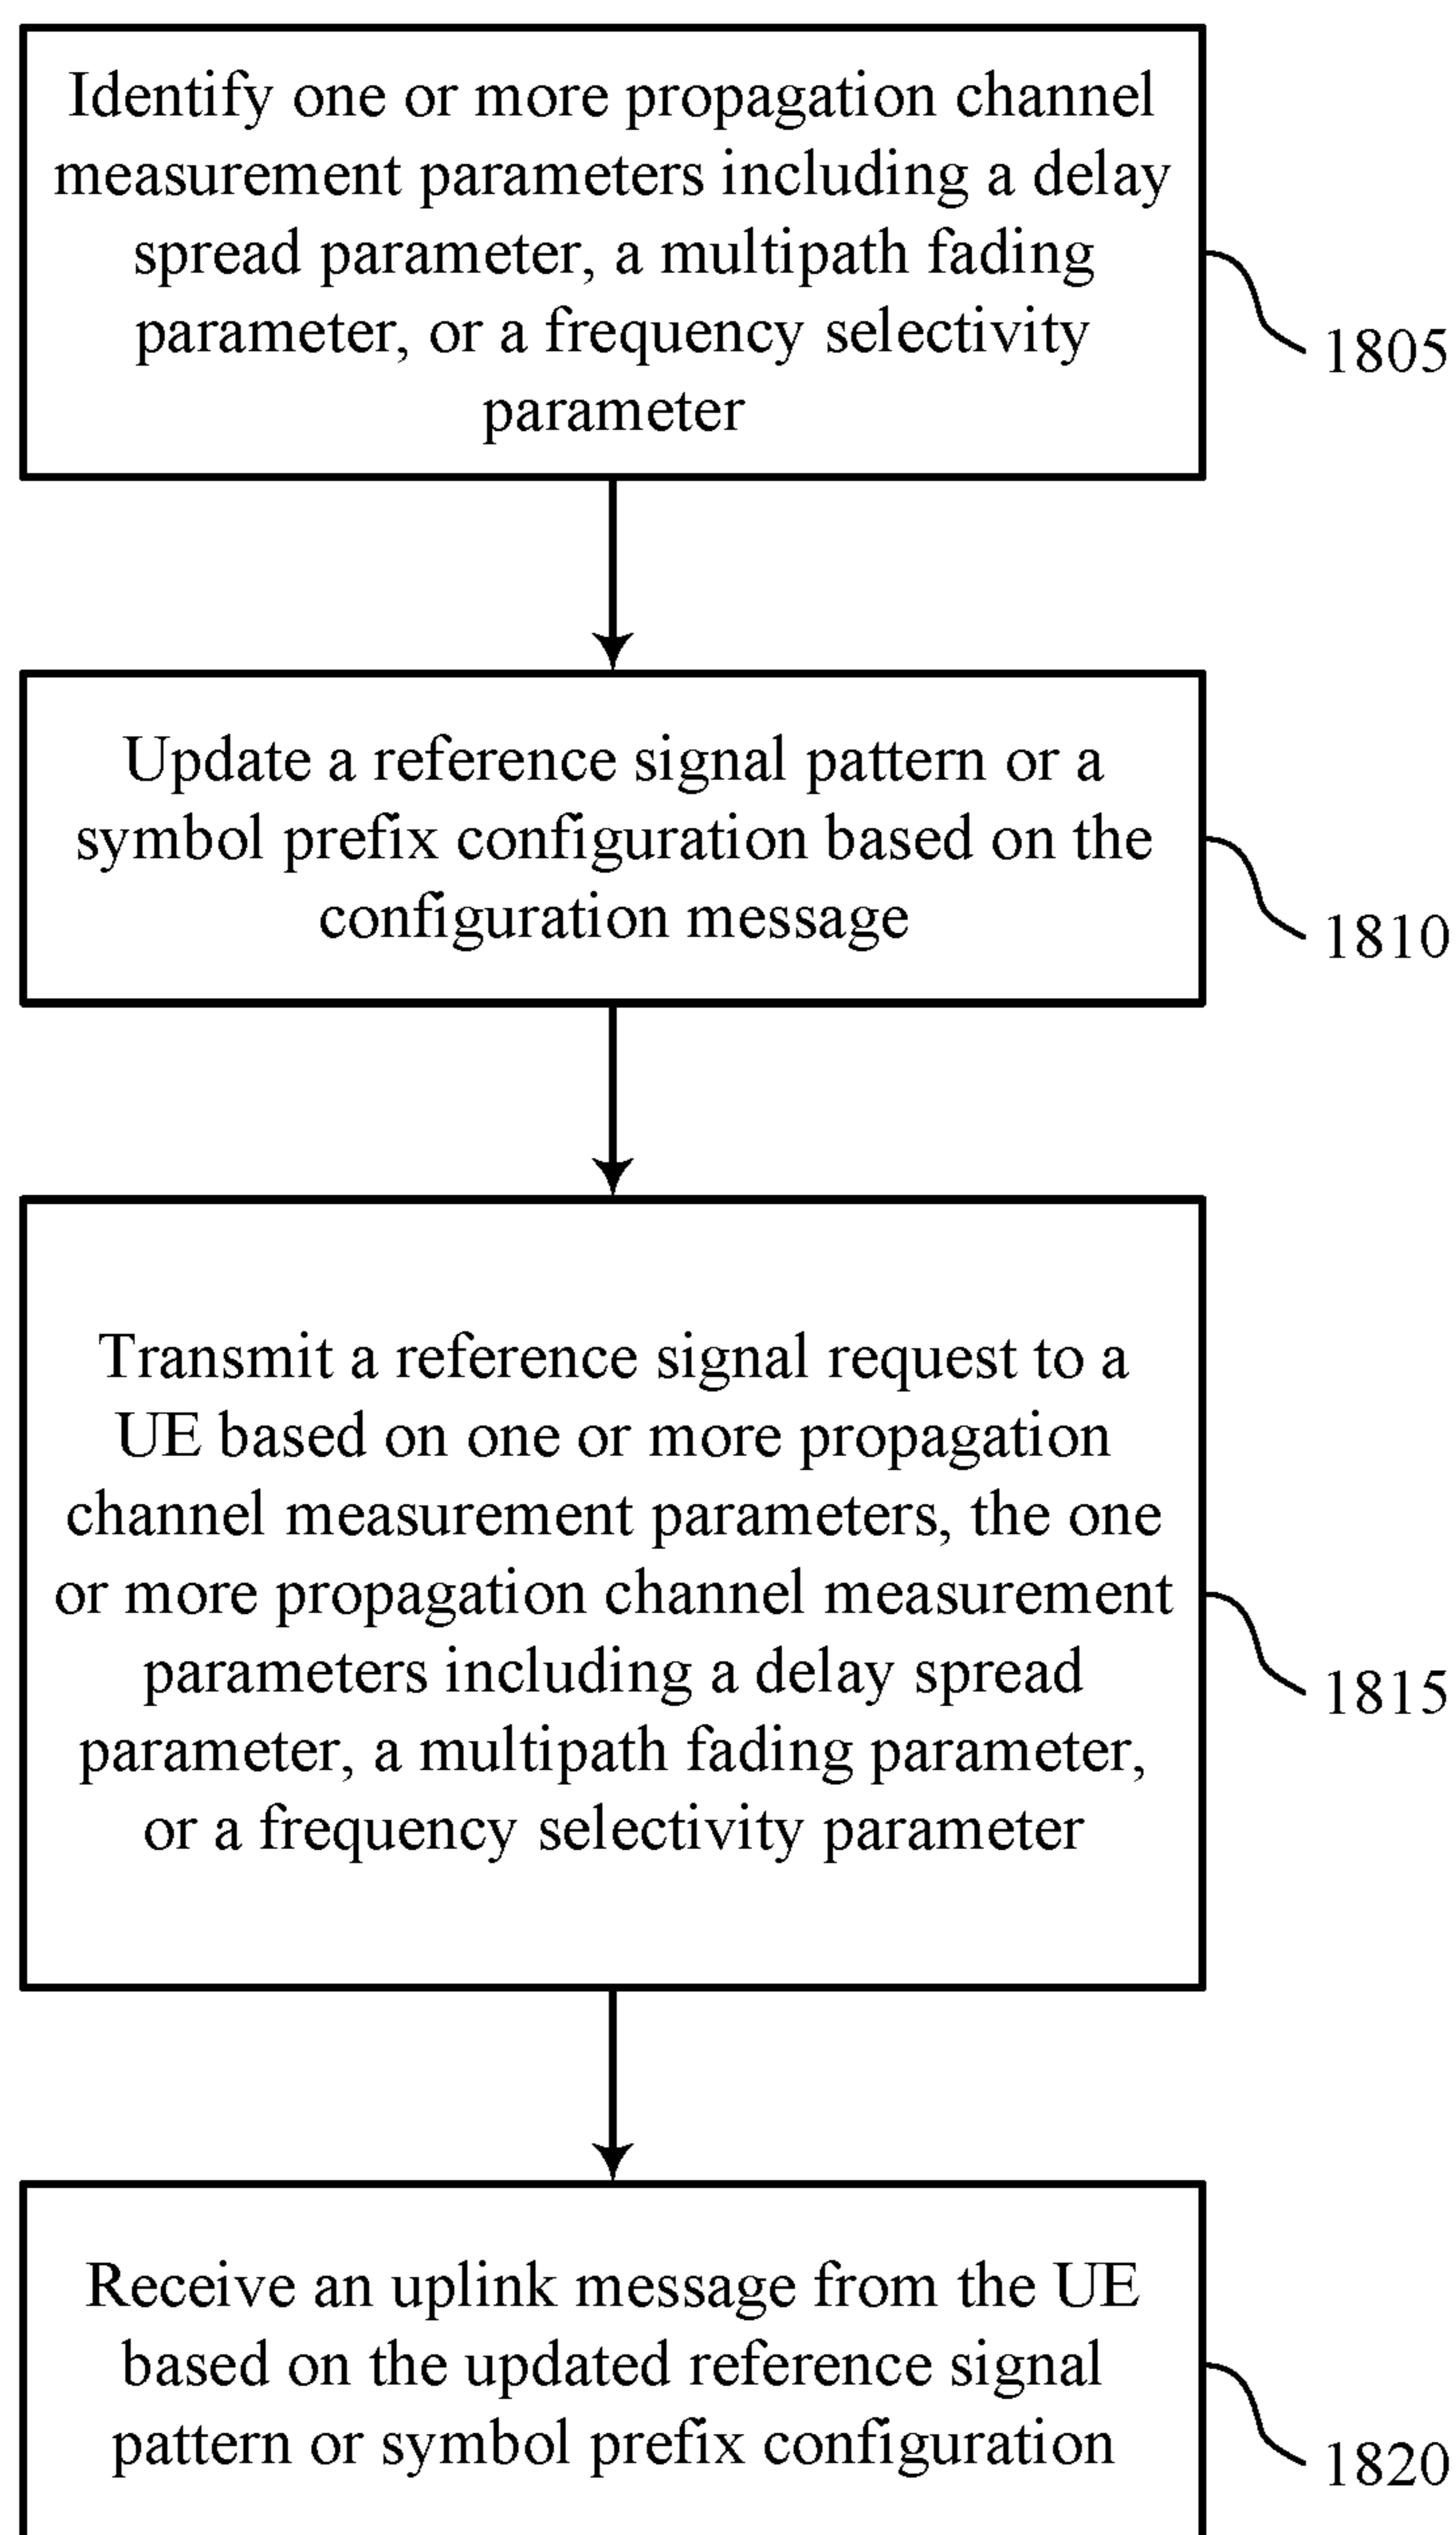 Identify one or more propagation channel
measurement parameters including a delay
spread parameter, a multipath fading
parameter, or a frequency selectivity
parameter
1805
Update a reference signal pattern or a
symbol prefix configuration based on the
configuration message
1810
Transmit a reference signal request to a
UE based on one or more propagation
channel measurement parameters, the one
or more propagation channel measurement
parameters including a delay spread
parameter, a multipath fading parameter,
or a frequency selectivity parameter
1815
Receive an uplink message from the UE
based on the updated reference signal
pattern or symbol prefix configuration
1820